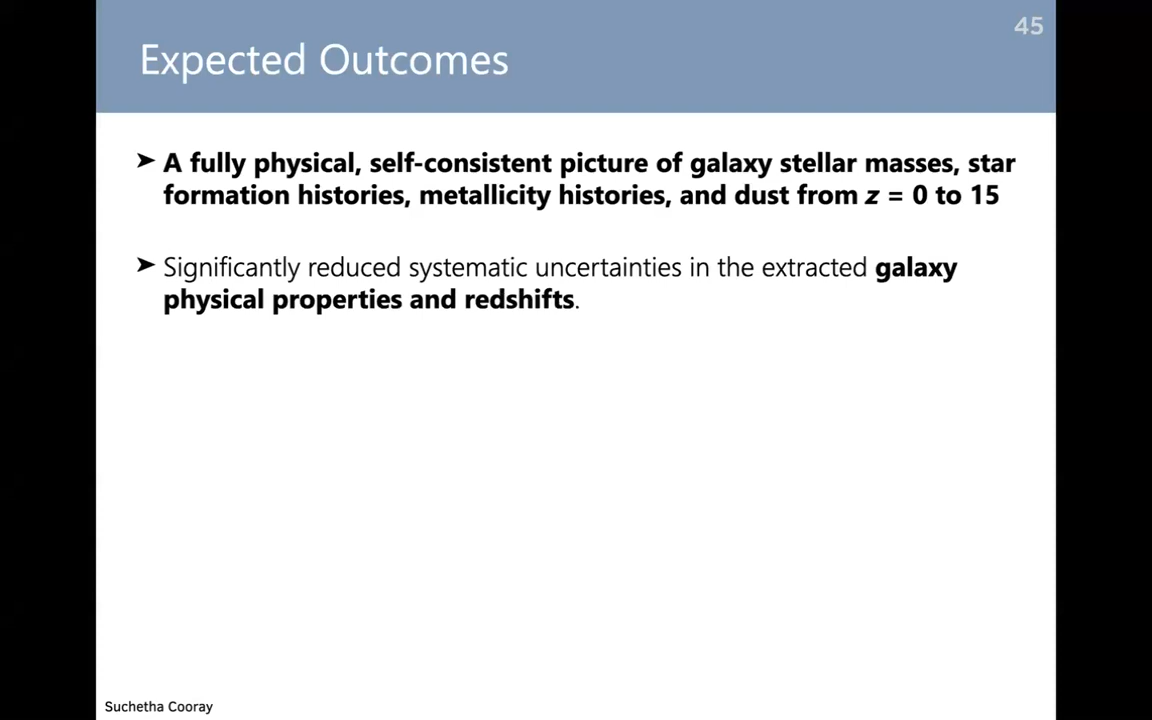 45
Expected Outcomes
➤ A fully physical, self-consistent picture of galaxy stellar masses, star
formation histories, metallicity histories, and dust from z = 0 to 15
➤ Significantly reduced systematic uncertainties in the extracted galaxy
physical properties and redshifts.
Suchetha Cooray